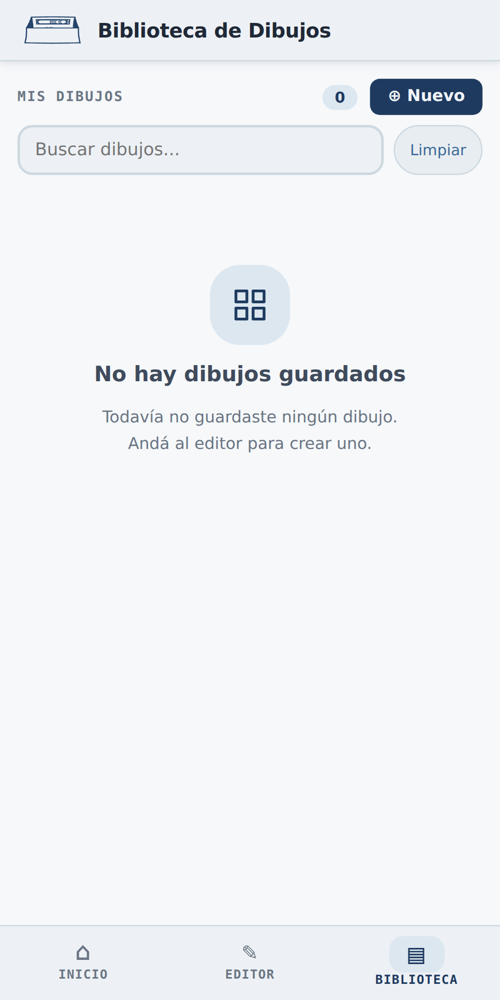 Biblioteca de Dibujos
MIS DIBUJOS
0
⊕ Nuevo
Buscar dibujos...
Limpiar
No hay dibujos guardados
Todavía no guardaste ningún dibujo.
Andá al editor para crear uno.
INICIO
EDITOR
BIBLIOTECA